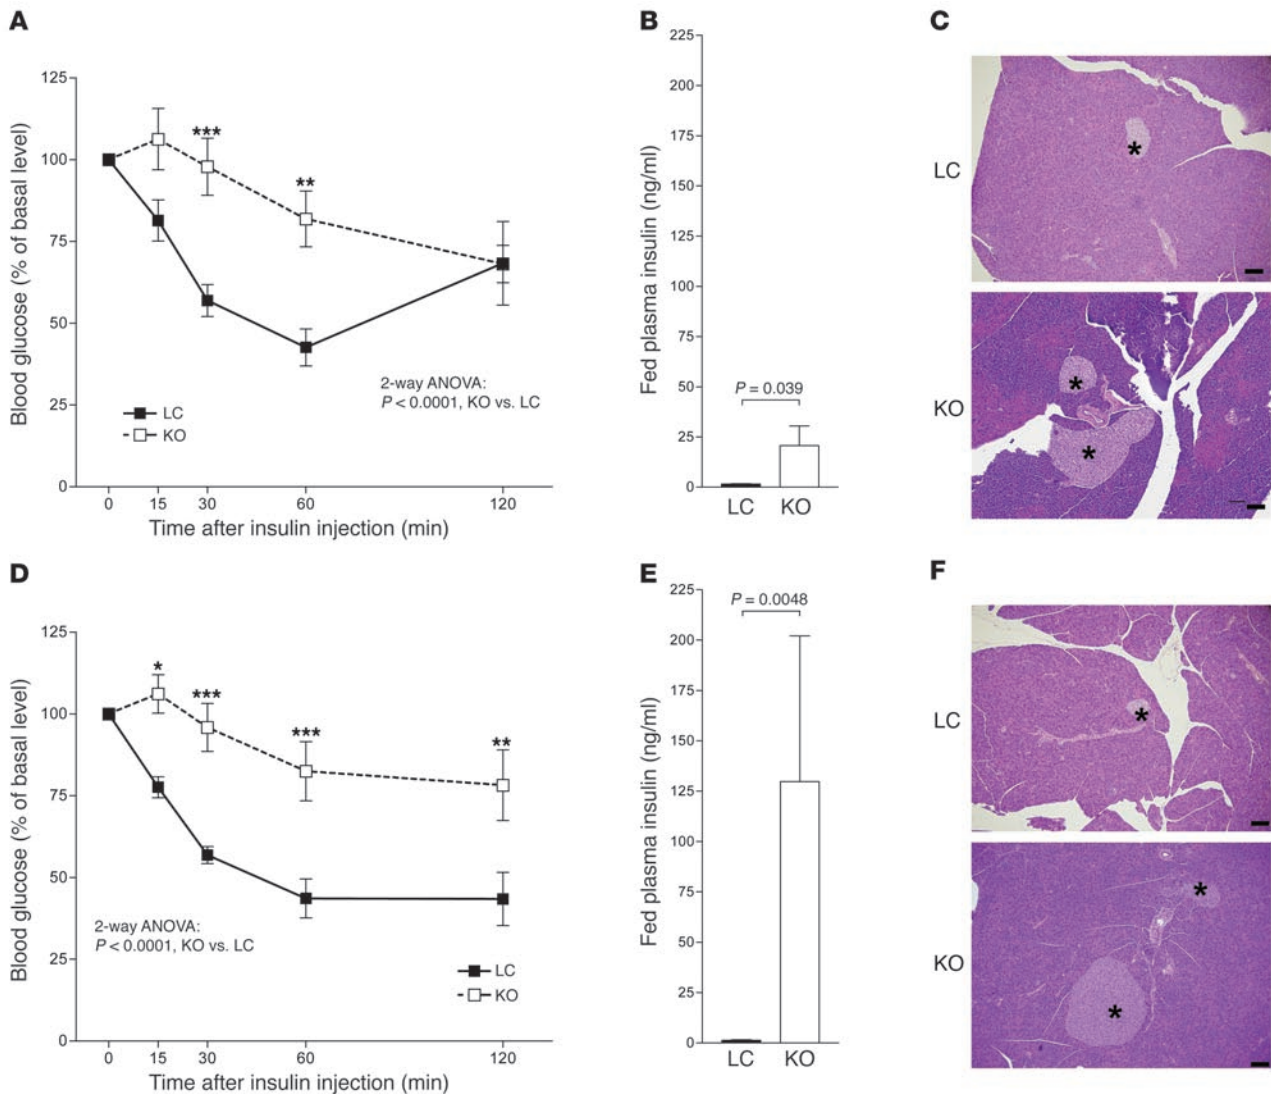 A
Blood glucose (% of basal level)
125
100
75
50
25
0
***
**
2-way ANOVA:
P < 0.0001, KO vs. LC
LC
KO
0 15 30 60 120
Time after insulin injection (min)
B
Fed plasma insulin (ng/ml)
225
200
175
150
125
100
75
50
25
0
P = 0.039
LC KO
C
LC
*
KO
*
*
D
Blood glucose (% of basal level)
125
100
75
50
25
0
*
***
***
**
2-way ANOVA:
P < 0.0001, KO vs. LC
LC
KO
0 15 30 60 120
Time after insulin injection (min)
E
Fed plasma insulin (ng/ml)
225
200
175
150
125
100
75
50
25
0
P = 0.0048
LC KO
F
LC
*
KO
*
*